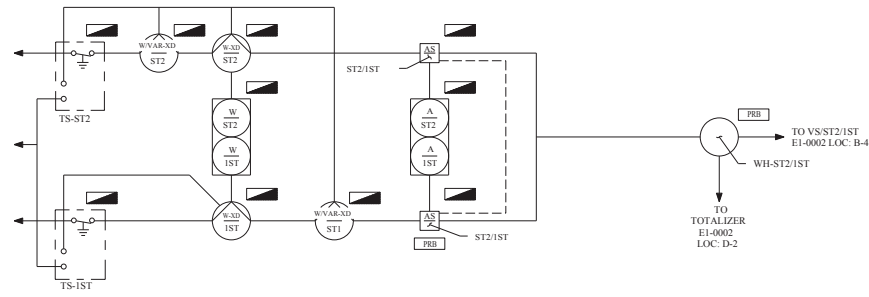 W/VAR-XD
ST2
W-XD
ST2
AS
ST2/1ST
TS-ST2
W
ST2
W
1ST
A
ST2
A
1ST
PRB
TO VS/ST2/1ST
E1-0002 LOC: B-4
WH-ST2/1ST
W-XD
1ST
W/VAR-XD
ST1
AS
ST2/1ST
PRB
TS-1ST
TO
TOTALIZER
E1-0002
LOC: D-2